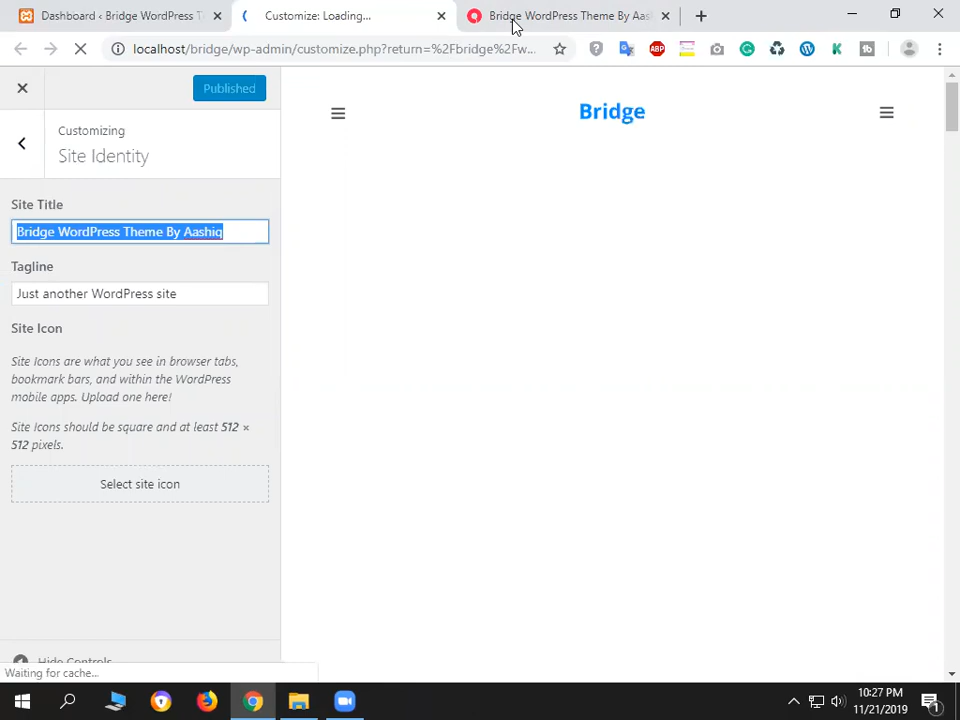 Dashboard ‹ Bridge WordPress T
Customize: Loading...
Bridge WordPress Theme By Aas
localhost/bridge/wp-admin/customize.php?return=%2Fbridge%2Fw...
ABP
Published
Bridge
Customizing
Site Identity
Site Title
Bridge WordPress Theme By Aashiq
Tagline
Just another WordPress site
Site Icon
Site Icons are what you see in browser tabs,
bookmark bars, and within the WordPress
mobile apps. Upload one here!
Site Icons should be square and at least 512 ×
512 pixels.
Select site icon
Hide Controls
Waiting for cache...
10:27 PM
11/21/2019
1